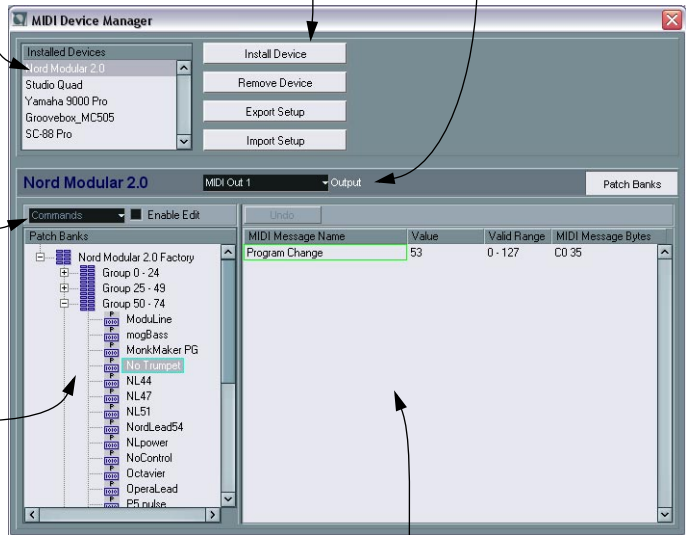 MIDI Device Manager
Installed Devices
Nord Modular 2.0
Studio Quad
Yamaha 9000 Pro
Groovebox_MC505
SC-88 Pro
Install Device
Remove Device
Export Setup
Import Setup
Nord Modular 2.0
MIDI Out 1
Output
Patch Banks
Commands
Enable Edit
Undo
Patch Banks
Nord Modular 2.0 Factory
Group 0 - 24
Group 25 - 49
Group 50 - 74
ModuLine
mogBass
MonkMaker PG
No Trumpet
NL44
NL47
NL51
NordLead54
NLpower
NoControl
Octavier
OperaLead
P5 pulse
MIDI Message Name Value Valid Range MIDI Message Bytes
Program Change 53 0 - 127 C0 35